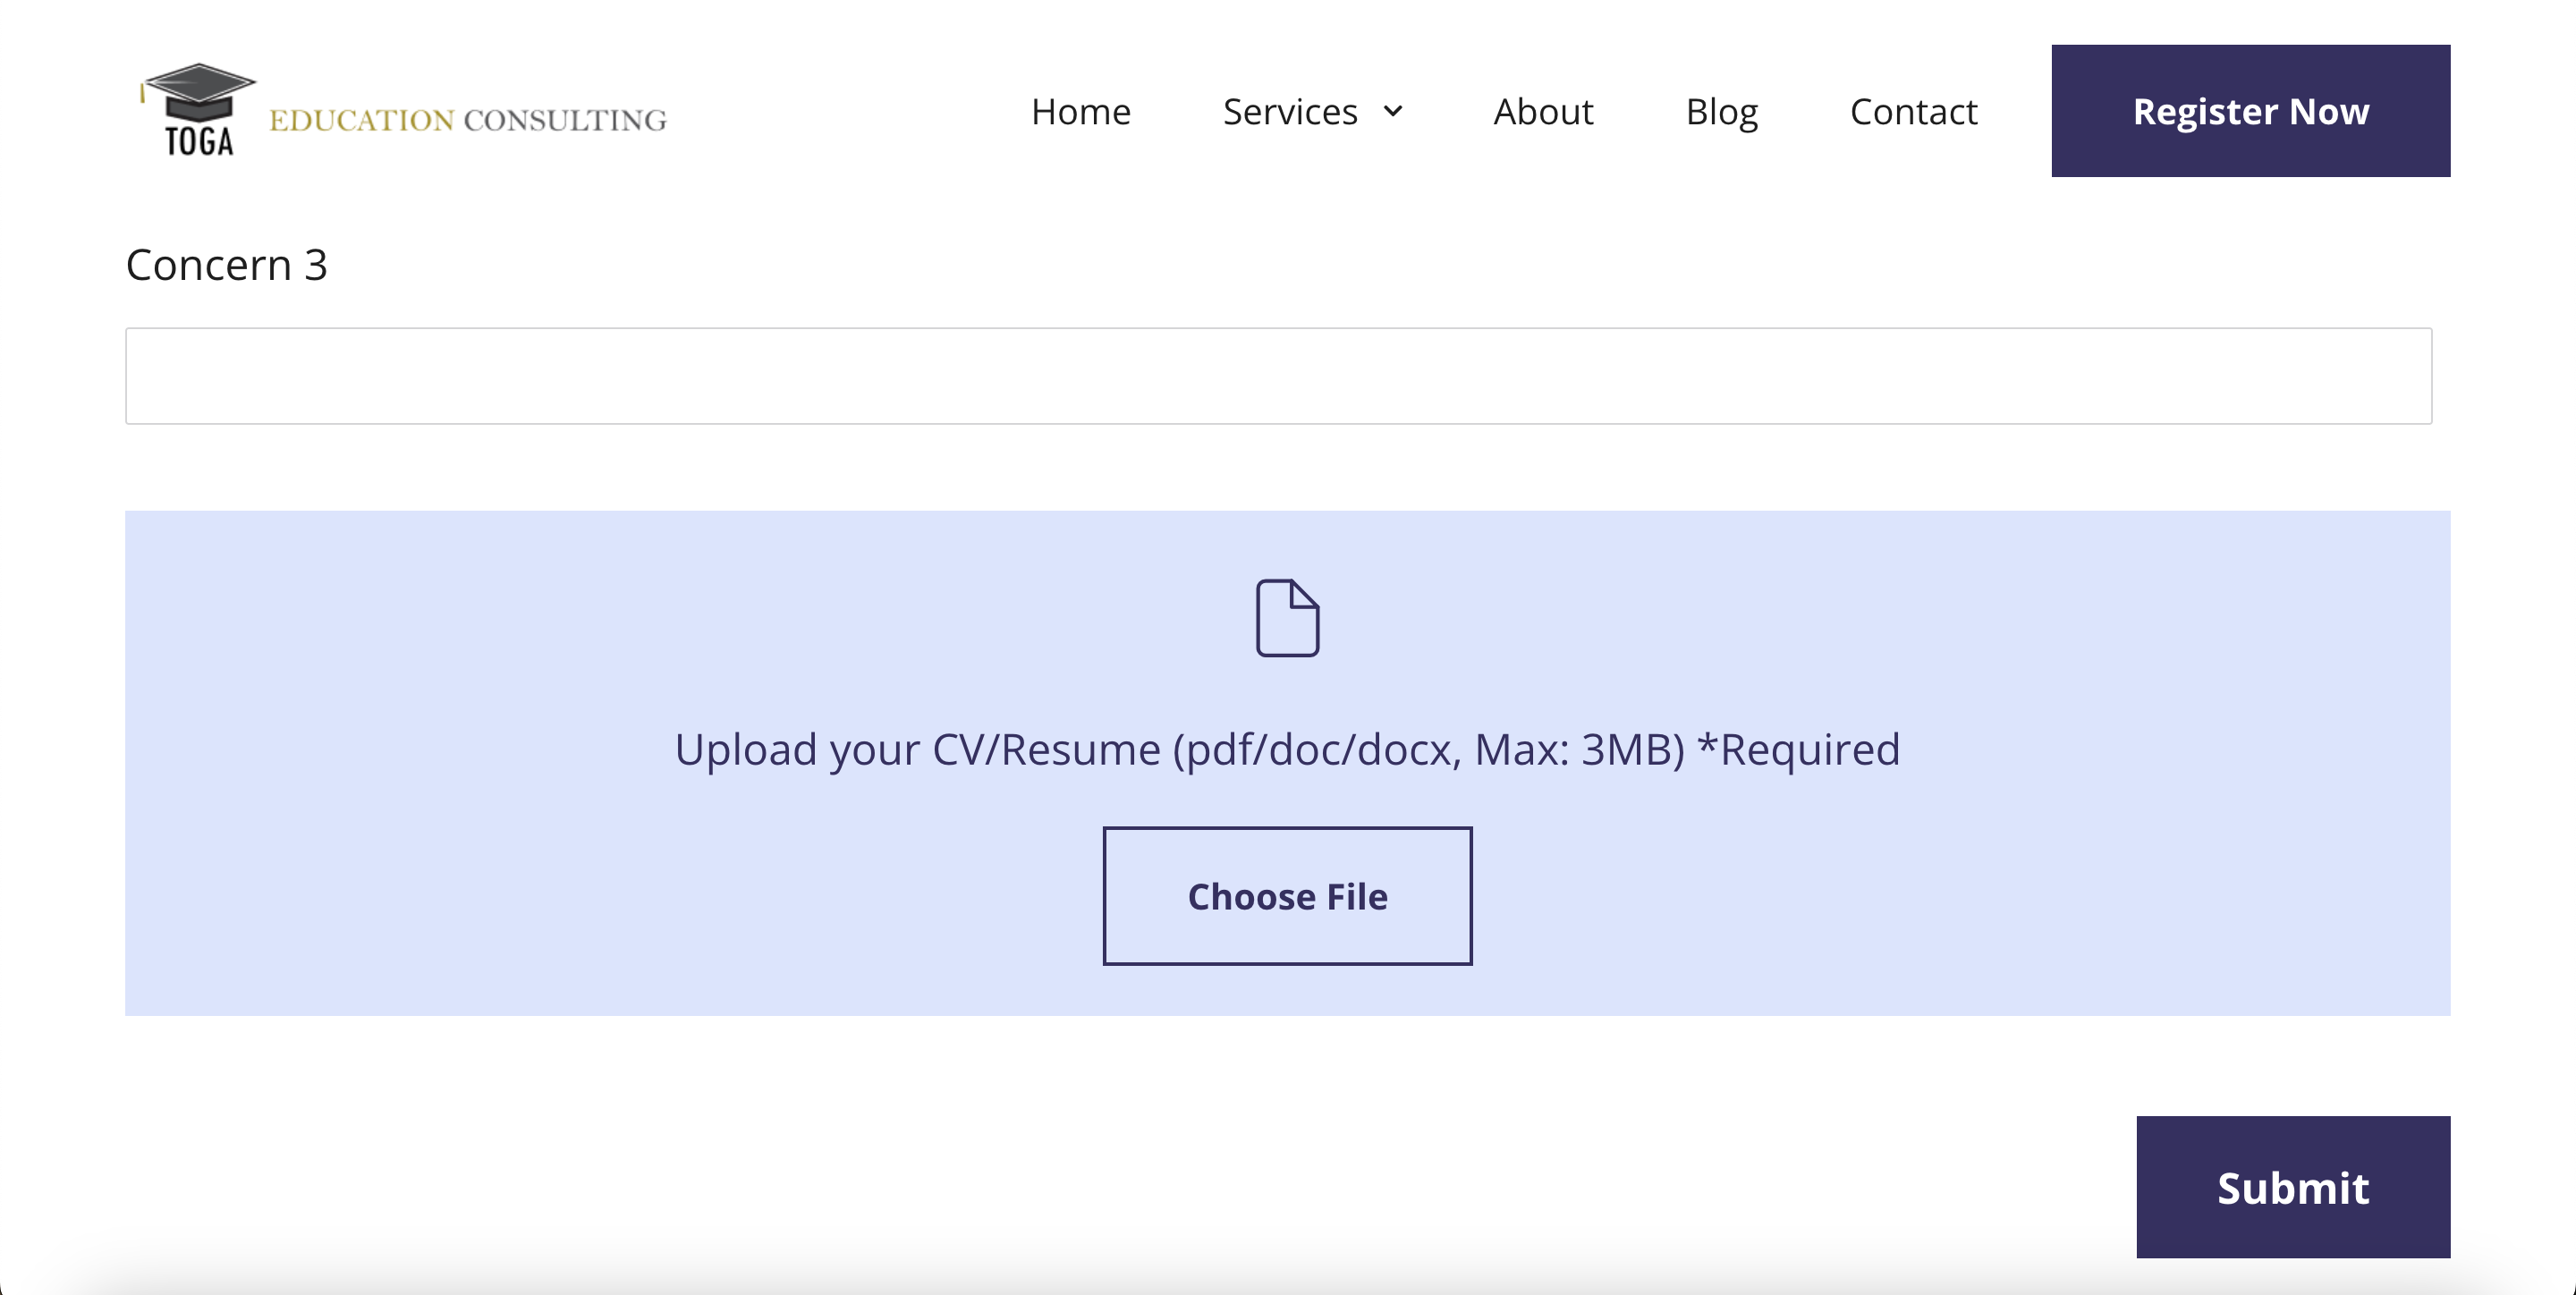 TOGA EDUCATION CONSULTING
Home Services About Blog Contact Register Now
Concern 3
Upload your CV/Resume (pdf/doc/docx, Max: 3MB) *Required
Choose File
Submit